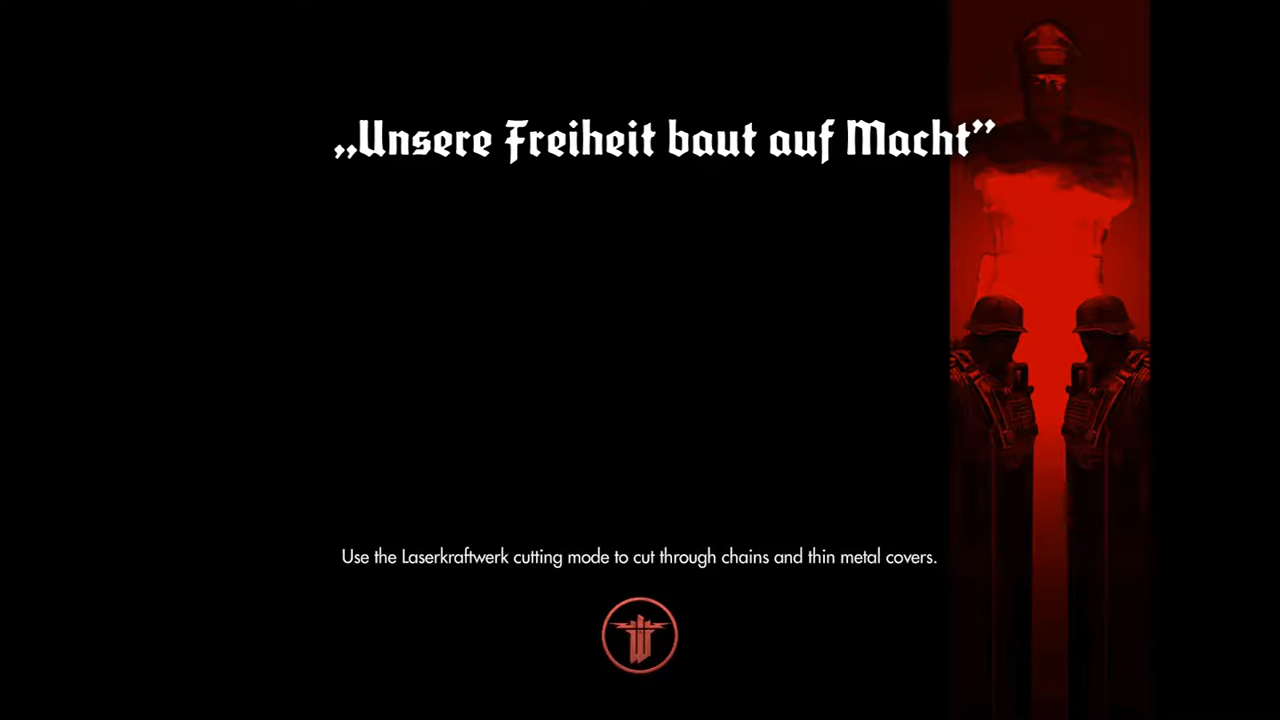 „Unsere Freiheit baut auf Macht”
Use the Laserkraftwerk cutting mode to cut through chains and thin metal covers.